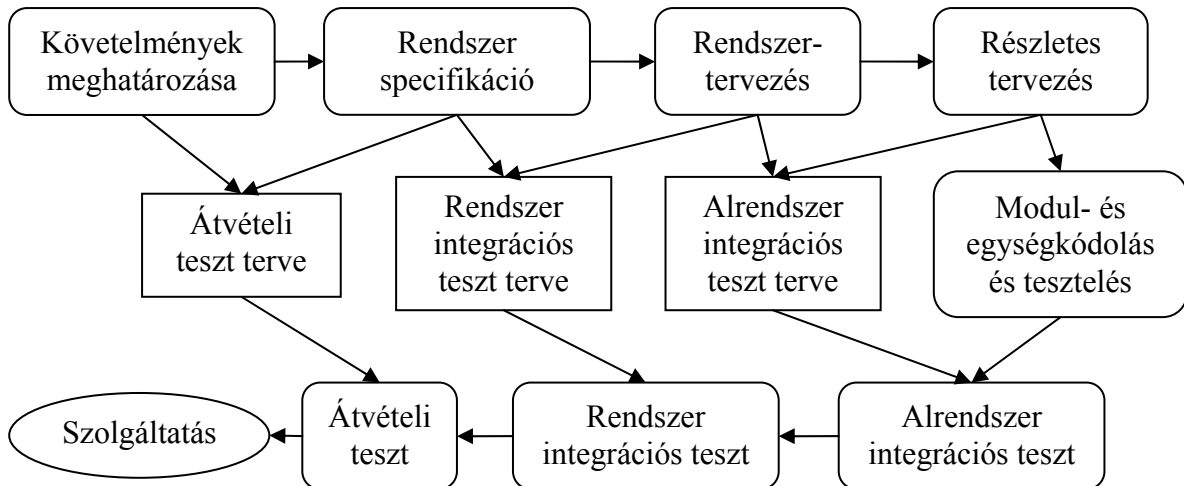 Követelmények
meghatározása
Rendszer
specifikáció
Rendszer-
tervezés
Részletes
tervezés
Átvételi
teszt terve
Rendszer
integrációs
teszt terve
Alrendszer
integrációs
teszt terve
Modul- és
egységkódolás
és tesztelés
Szolgáltatás
Átvételi
teszt
Rendszer
integrációs teszt
Alrendszer
integrációs teszt